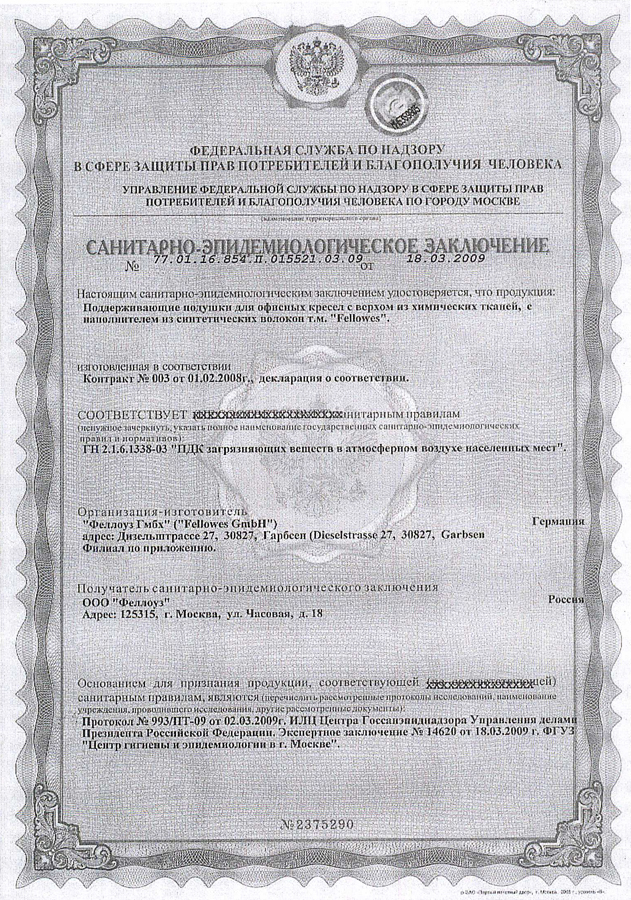 ФЕДЕРАЛЬНАЯ СЛУЖБА ПО НАДЗОРУ
В СФЕРЕ ЗАЩИТЫ ПРАВ ПОТРЕБИТЕЛЕЙ И БЛАГОПОЛУЧИЯ ЧЕЛОВЕКА
УПРАВЛЕНИЕ ФЕДЕРАЛЬНОЙ СЛУЖБЫ ПО НАДЗОРУ В СФЕРЕ ЗАЩИТЫ ПРАВ
ПОТРЕБИТЕЛЕЙ И БЛАГОПОЛУЧИЯ ЧЕЛОВЕКА ПО ГОРОДУ МОСКВЕ
(наименование территориального органа)
САНИТАРНО-ЭПИДЕМИОЛОГИЧЕСКОЕ ЗАКЛЮЧЕНИЕ
№ 77.01.16.854.П.015521.03.09 от 18.03.2009
Настоящим санитарно-эпидемиологическим заключением удостоверяется, что продукция:
Поддерживающие подушки для офисных кресел с верхом из химических тканей, с
наполнителем из синтетических волокон т.м. "Fellowes".
изготовленная в соответствии
Контракт № 003 от 01.02.2008г., декларация о соответствии.
СООТВЕТСТВУЕТ нитарным правилам
(ненужное зачеркнуть, указать полное наименование государственных санитарно-эпидемиологических
правил и нормативов):
ГН 2.1.6.1338-03 "ПДК загрязняющих веществ в атмосферном воздухе населенных мест".
Организация-изготовитель
"Феллоуз Гмбх" ("Fellowes GmbH") Германия
адрес: Дизельштрассе 27, 30827, Гарбсен (Dieselstrasse 27, 30827, Garbsen
Филиал по приложению.
Получатель санитарно-эпидемиологического заключения
ООО "Феллоуз" Россия
Адрес: 125315, г. Москва, ул. Часовая, д. 18
Основанием для признания продукции, соответствующей щей)
санитарным правилам, являются (перечислить рассмотренные протоколы исследований, наименование
учреждения, проводившего исследования, другие рассмотренные документы):
Протокол № 993/ПТ-09 от 02.03.2009г. ИЛЦ Центра Госсанэпиднадзора Управления делами
Президента Российской Федерации. Экспертное заключение № 14620 от 18.03.2009 г. ФГУЗ
"Центр гигиены и эпидемиологии в г. Москве".
№2375290